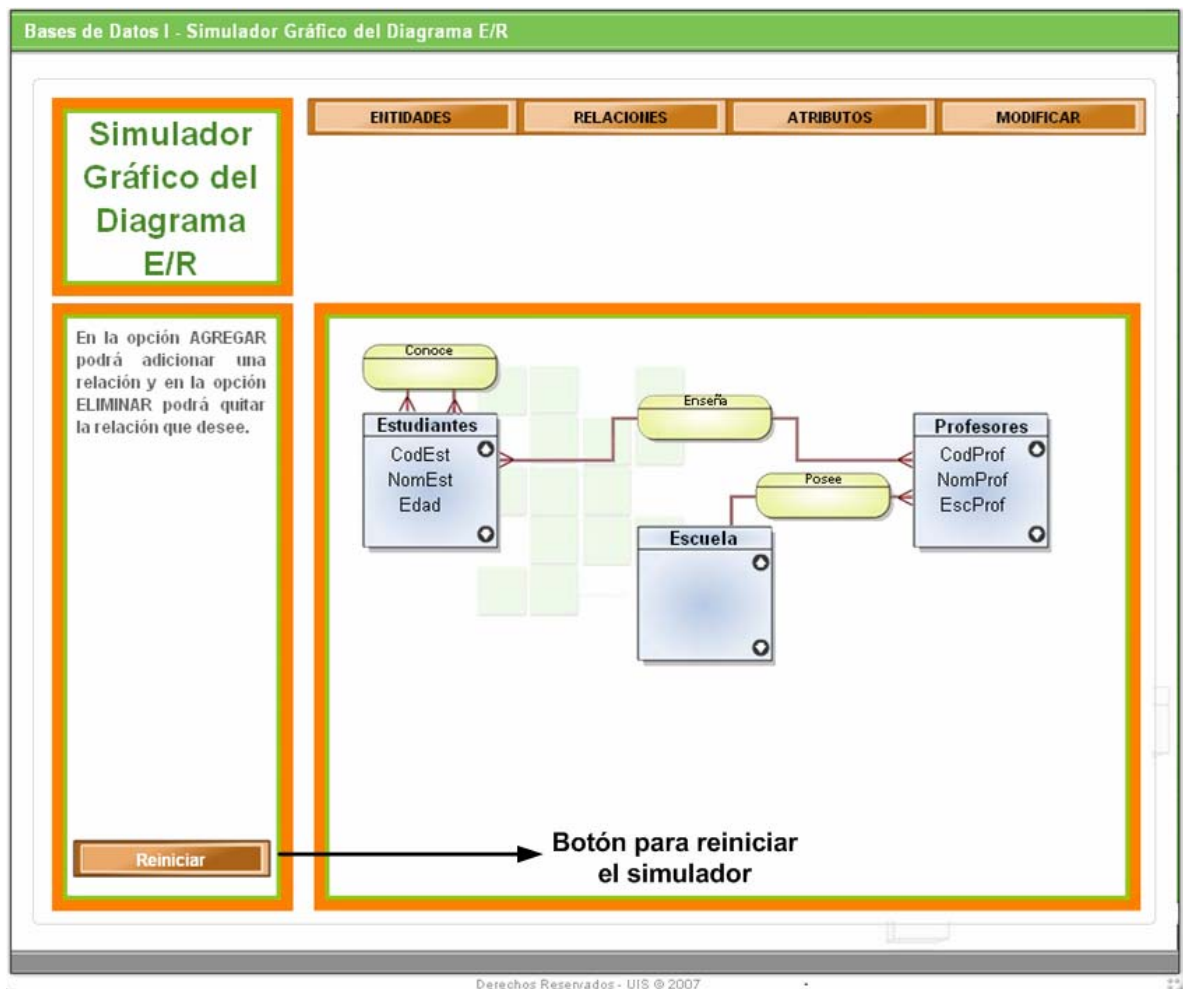 Bases de Datos I - Simulador Gráfico del Diagrama E/R
Simulador
Gráfico del
Diagrama
E/R
ENTIDADES
RELACIONES
ATRIBUTOS
MODIFICAR
En la opción AGREGAR
podrá adicionar una
relación y en la opción
ELIMINAR podrá quitar
la relación que desee.
Reiniciar
Conoce
Estudiantes
CodEst
NomEst
Edad
Enseña
Profesores
CodProf
NomProf
EscProf
Posee
Escuela
Botón para reiniciar
el simulador
Derechos Reservados - UIS @ 2007